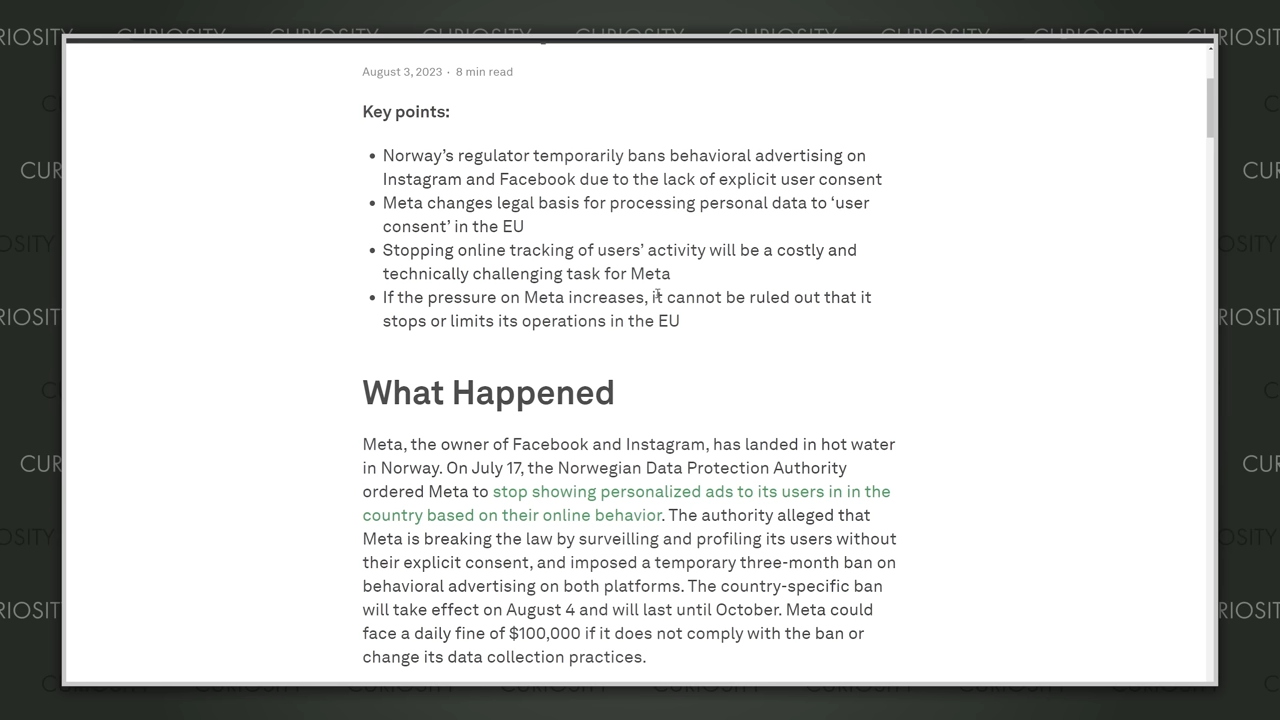 RIOSITY CURIOSITY CURIOSITY CURIOSITY CURIOSITY CURIOSITY CURIOSITY CURIOSITY CURIOSIT
August 3, 2023 · 8 min read
Key points:
• Norway’s regulator temporarily bans behavioral advertising on
Instagram and Facebook due to the lack of explicit user consent
• Meta changes legal basis for processing personal data to ‘user
consent’ in the EU
• Stopping online tracking of users’ activity will be a costly and
technically challenging task for Meta
• If the pressure on Meta increases, it cannot be ruled out that it
stops or limits its operations in the EU
What Happened
Meta, the owner of Facebook and Instagram, has landed in hot water
in Norway. On July 17, the Norwegian Data Protection Authority
ordered Meta to stop showing personalized ads to its users in in the
country based on their online behavior. The authority alleged that
Meta is breaking the law by surveilling and profiling its users without
their explicit consent, and imposed a temporary three-month ban on
behavioral advertising on both platforms. The country-specific ban
will take effect on August 4 and will last until October. Meta could
face a daily fine of $100,000 if it does not comply with the ban or
change its data collection practices.